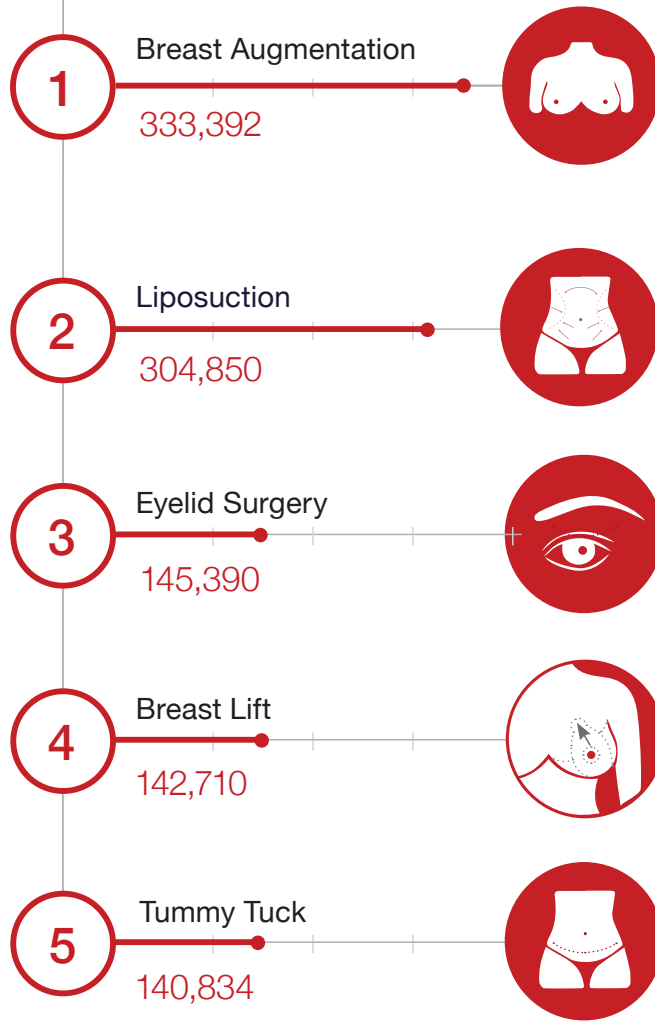 1
Breast Augmentation
333,392
2
Liposuction
304,850
3
Eyelid Surgery
145,390
4
Breast Lift
142,710
5
Tummy Tuck
140,834